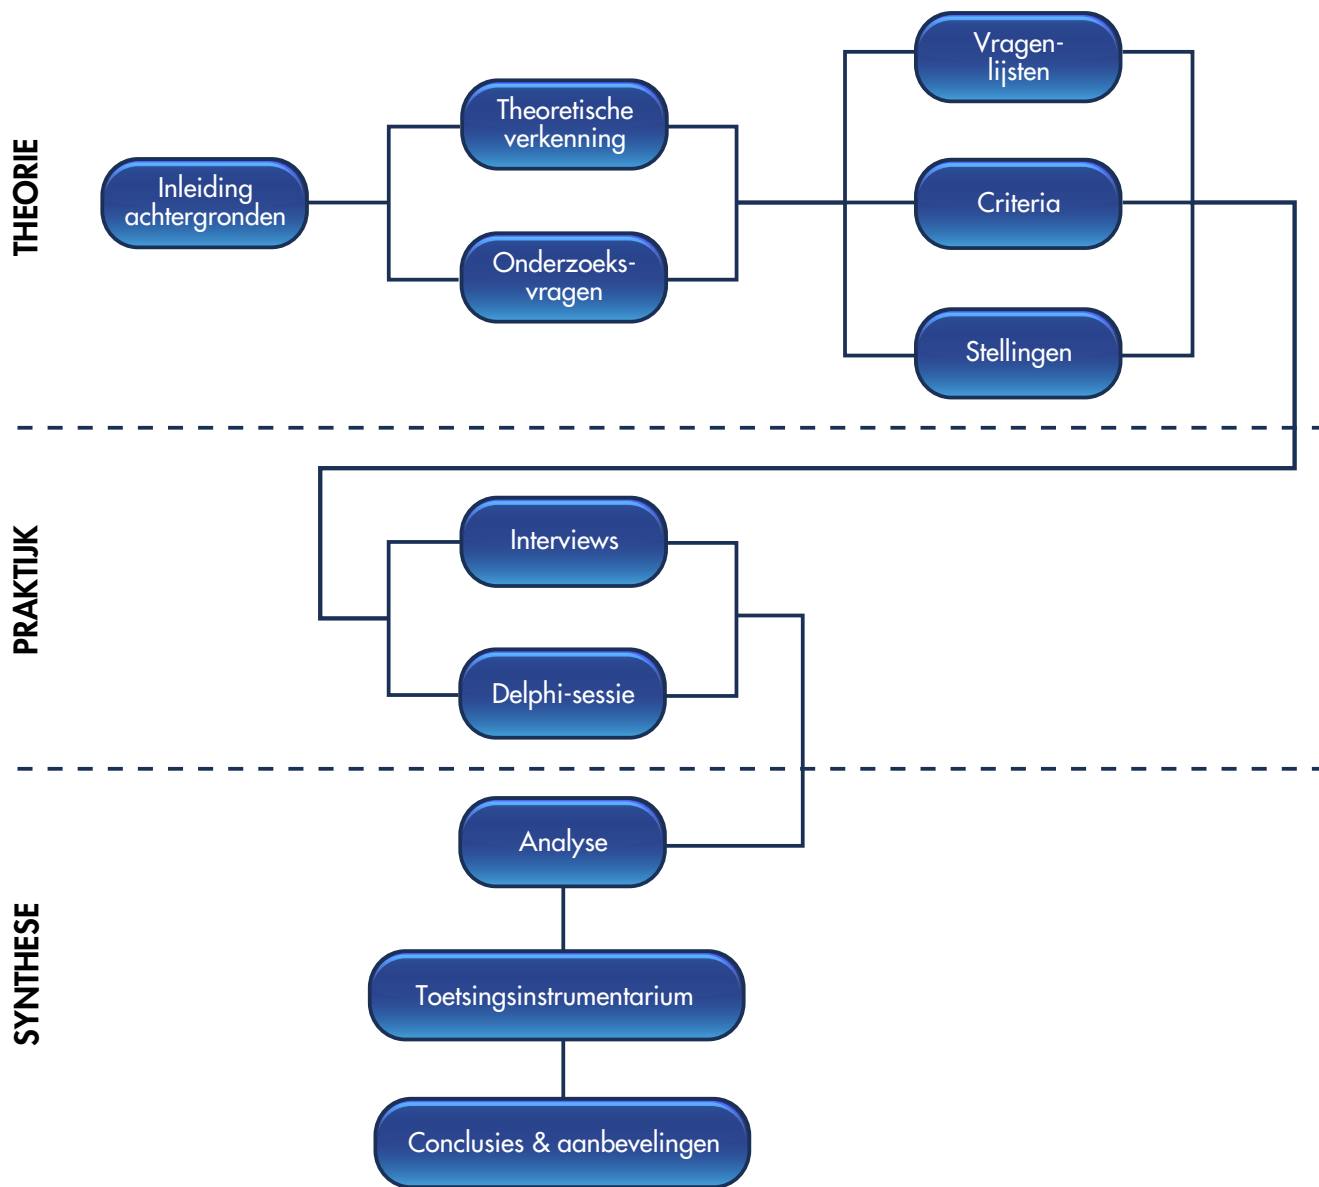 THEORIE
Inleiding
achtergronden
Theoretische
verkenning
Onderzoeks-
vragen
Vragen-
lijsten
Criteria
Stellingen
PRAKTIJK
Interviews
Delphi-sessie
SYNTHESE
Analyse
Toetsingsinstrumentarium
Conclusies & aanbevelingen